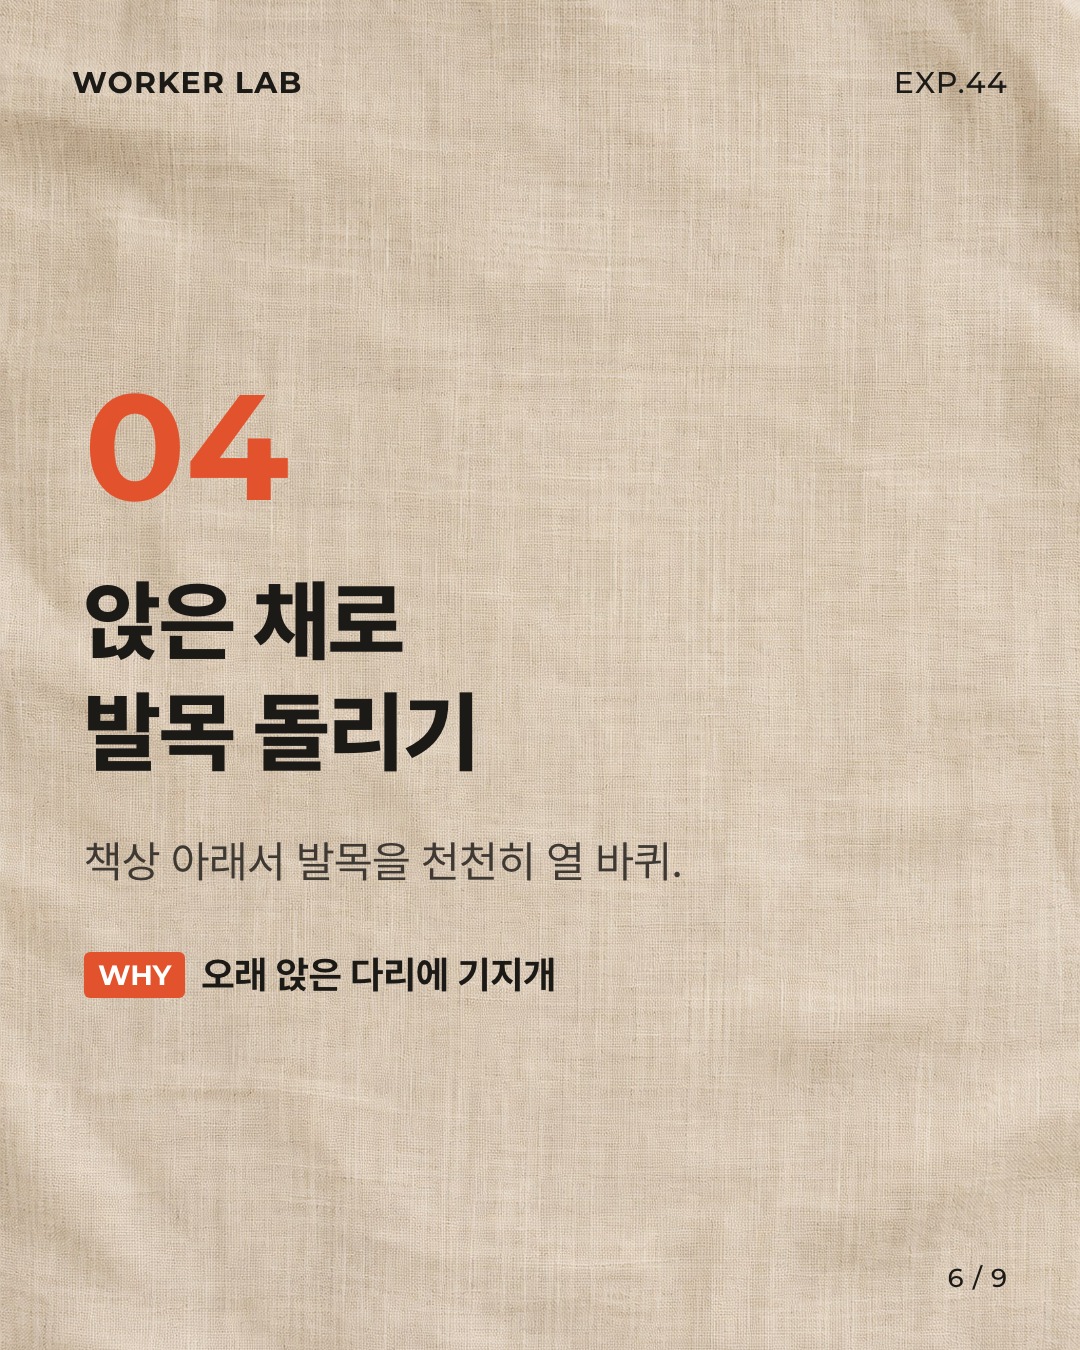 WORKER LAB
EXP.44
04
앉은 채로
발목 돌리기
책상 아래서 발목을 천천히 열 바퀴.
WHY 오래 앉은 다리에 기지개
6 / 9